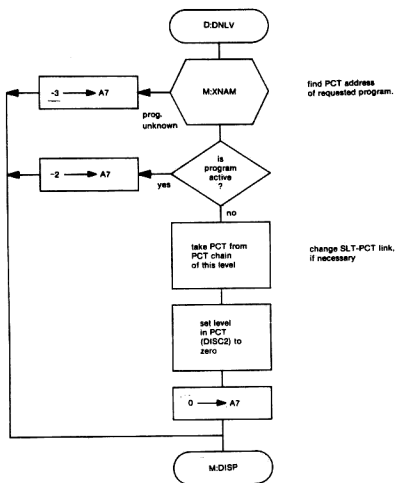 D:DNLV
-3 → A7
M:XNAM
find PCT address
of requested program.
prog.
unknown
is
program
active
?
-2 → A7
yes
no
take PCT from
PCT chain
of this level
change SLT-PCT link,
if necessary
set level
in PCT
(DISC2) to
zero
0 → A7
M:DISP